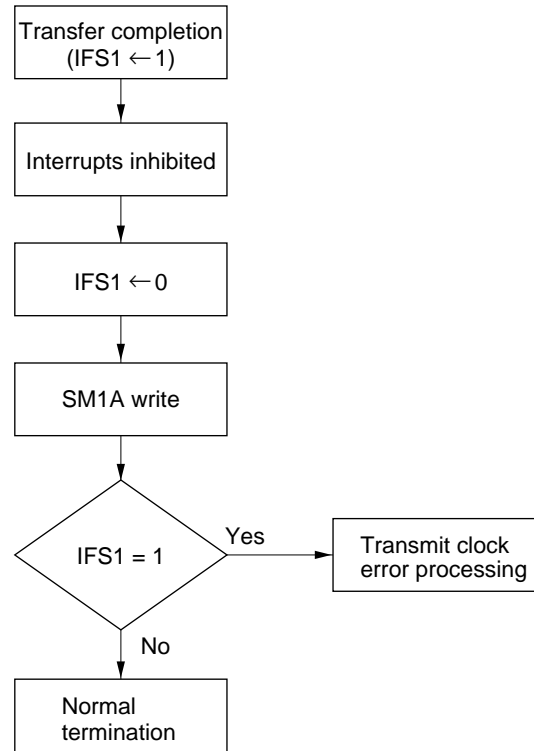 Transfer completion
(IFS1 ← 1)
Interrupts inhibited
IFS1 ← 0
SM1A write
IFS1 = 1
Yes
Transmit clock
error processing
No
Normal
termination